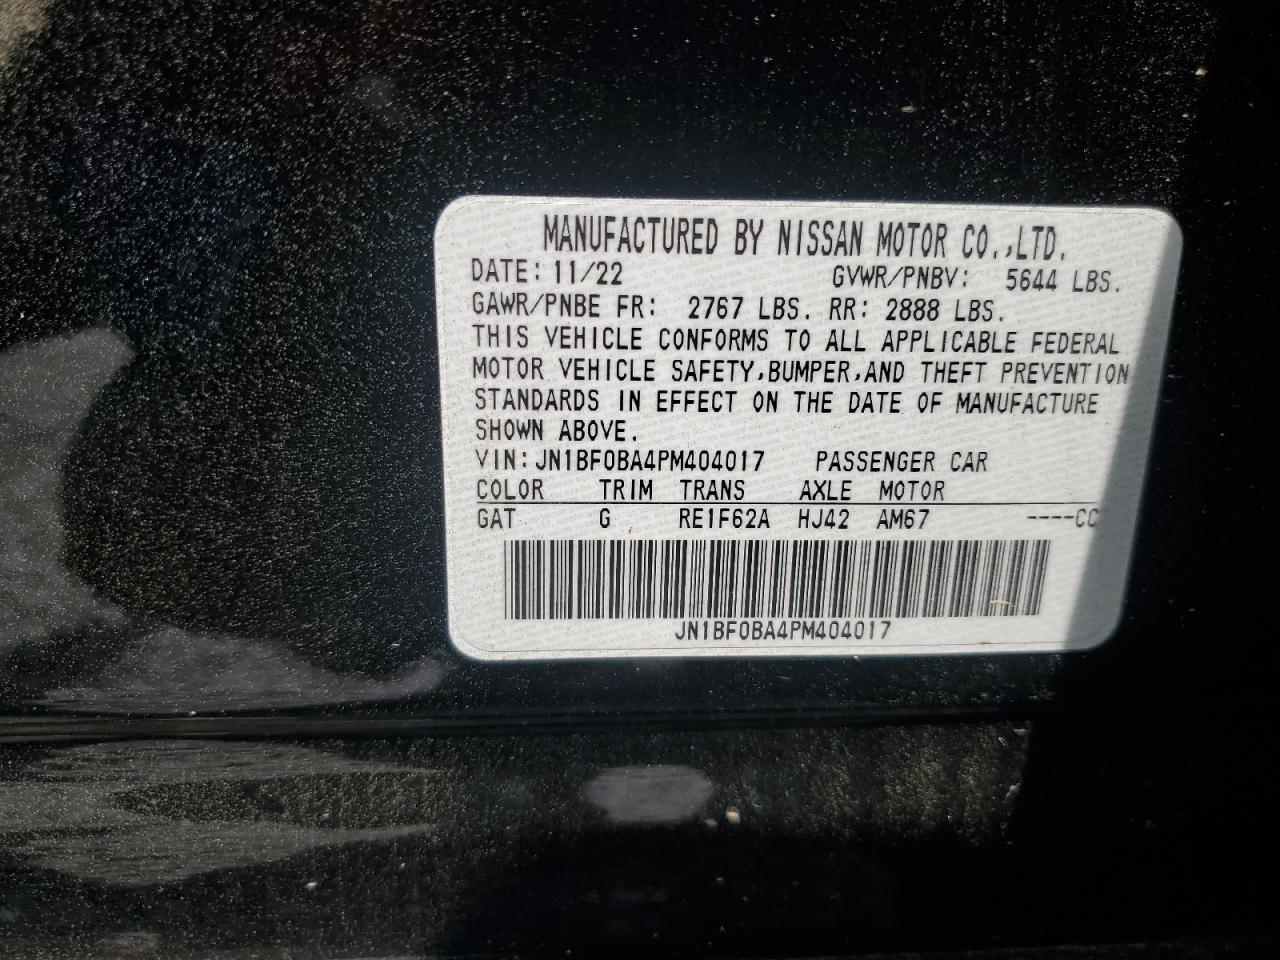 MANUFACTURED BY NISSAN MOTOR CO.,LTD.
DATE: 11/22 GVWR/PNBV: 5644 LBS.
GAWR/PNBE FR: 2767 LBS. RR: 2888 LBS.
THIS VEHICLE CONFORMS TO ALL APPLICABLE FEDERAL
MOTOR VEHICLE SAFETY,BUMPER,AND THEFT PREVENTION
STANDARDS IN EFFECT ON THE DATE OF MANUFACTURE
SHOWN ABOVE.
VIN: JN1BF0BA4PM404017 PASSENGER CAR
COLOR TRIM TRANS AXLE MOTOR
GAT G RE1F62A HJ42 AM67 ----CC
JN1BF0BA4PM404017